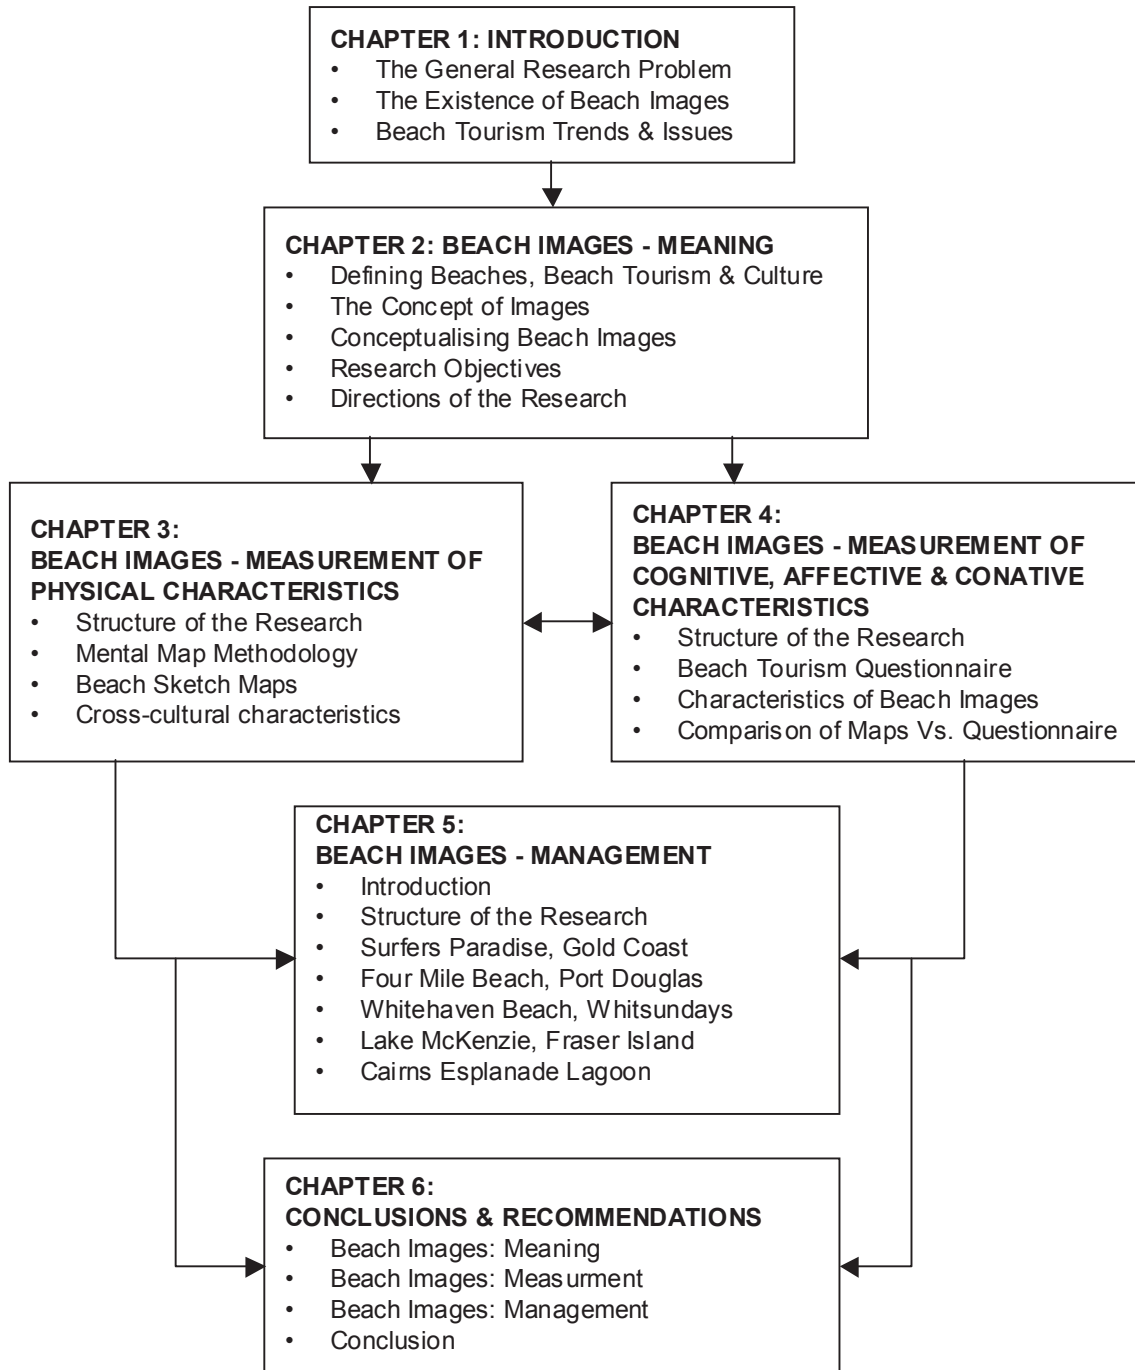 CHAPTER 1: INTRODUCTION
• The General Research Problem
• The Existence of Beach Images
• Beach Tourism Trends & Issues
CHAPTER 2: BEACH IMAGES - MEANING
• Defining Beaches, Beach Tourism & Culture
• The Concept of Images
• Conceptualising Beach Images
• Research Objectives
• Directions of the Research
CHAPTER 3:
BEACH IMAGES - MEASUREMENT OF
PHYSICAL CHARACTERISTICS
• Structure of the Research
• Mental Map Methodology
• Beach Sketch Maps
• Cross-cultural characteristics
CHAPTER 4:
BEACH IMAGES - MEASUREMENT OF
COGNITIVE, AFFECTIVE & CONATIVE
CHARACTERISTICS
• Structure of the Research
• Beach Tourism Questionnaire
• Characteristics of Beach Images
• Comparison of Maps Vs. Questionnaire
CHAPTER 5:
BEACH IMAGES - MANAGEMENT
• Introduction
• Structure of the Research
• Surfers Paradise, Gold Coast
• Four Mile Beach, Port Douglas
• Whitehaven Beach, Whitsundays
• Lake McKenzie, Fraser Island
• Cairns Esplanade Lagoon
CHAPTER 6:
CONCLUSIONS & RECOMMENDATIONS
• Beach Images: Meaning
• Beach Images: Measurment
• Beach Images: Management
• Conclusion